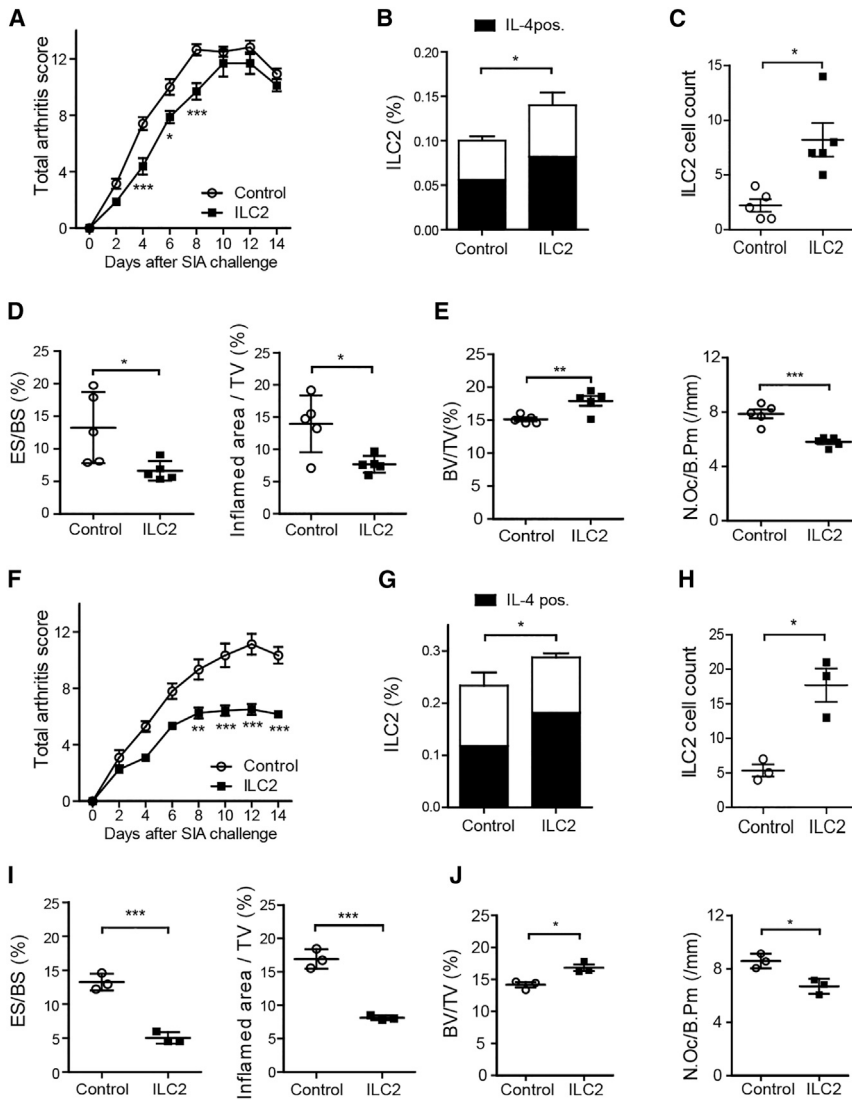 A
Total arthritis score
12
8
4
0
Control
ILC2
0 2 4 6 8 10 12 14
Days after SIA challenge
***
*
***
B
IL-4pos.
ILC2 (%)
0.20
0.15
0.10
0.05
0.00
*
Control ILC2
C
ILC2 cell count
15
10
5
0
*
Control ILC2
D
ES/BS (%)
25
20
15
10
5
0
*
Control ILC2
Inflamed area / TV (%)
25
20
15
10
5
0
*
Control ILC2
E
BV/TV(%)
25
20
15
10
5
0
**
Control ILC2
N.Oc/B.Pm (/mm)
12
8
4
0
***
Control ILC2
F
Total arthritis score
12
8
4
0
Control
ILC2
0 2 4 6 8 10 12 14
Days after SIA challenge
** *** *** ***
G
IL-4 pos.
ILC2 (%)
0.3
0.2
0.1
0.0
*
Control ILC2
H
ILC2 cell count
25
20
15
10
5
0
*
Control ILC2
I
ES/BS (%)
25
20
15
10
5
0
***
Control ILC2
Inflamed area / TV (%)
25
20
15
10
5
0
***
Control ILC2
J
BV/TV (%)
25
20
15
10
5
0
*
Control ILC2
N.Oc/B.Pm (/mm)
12
8
4
0
*
Control ILC2